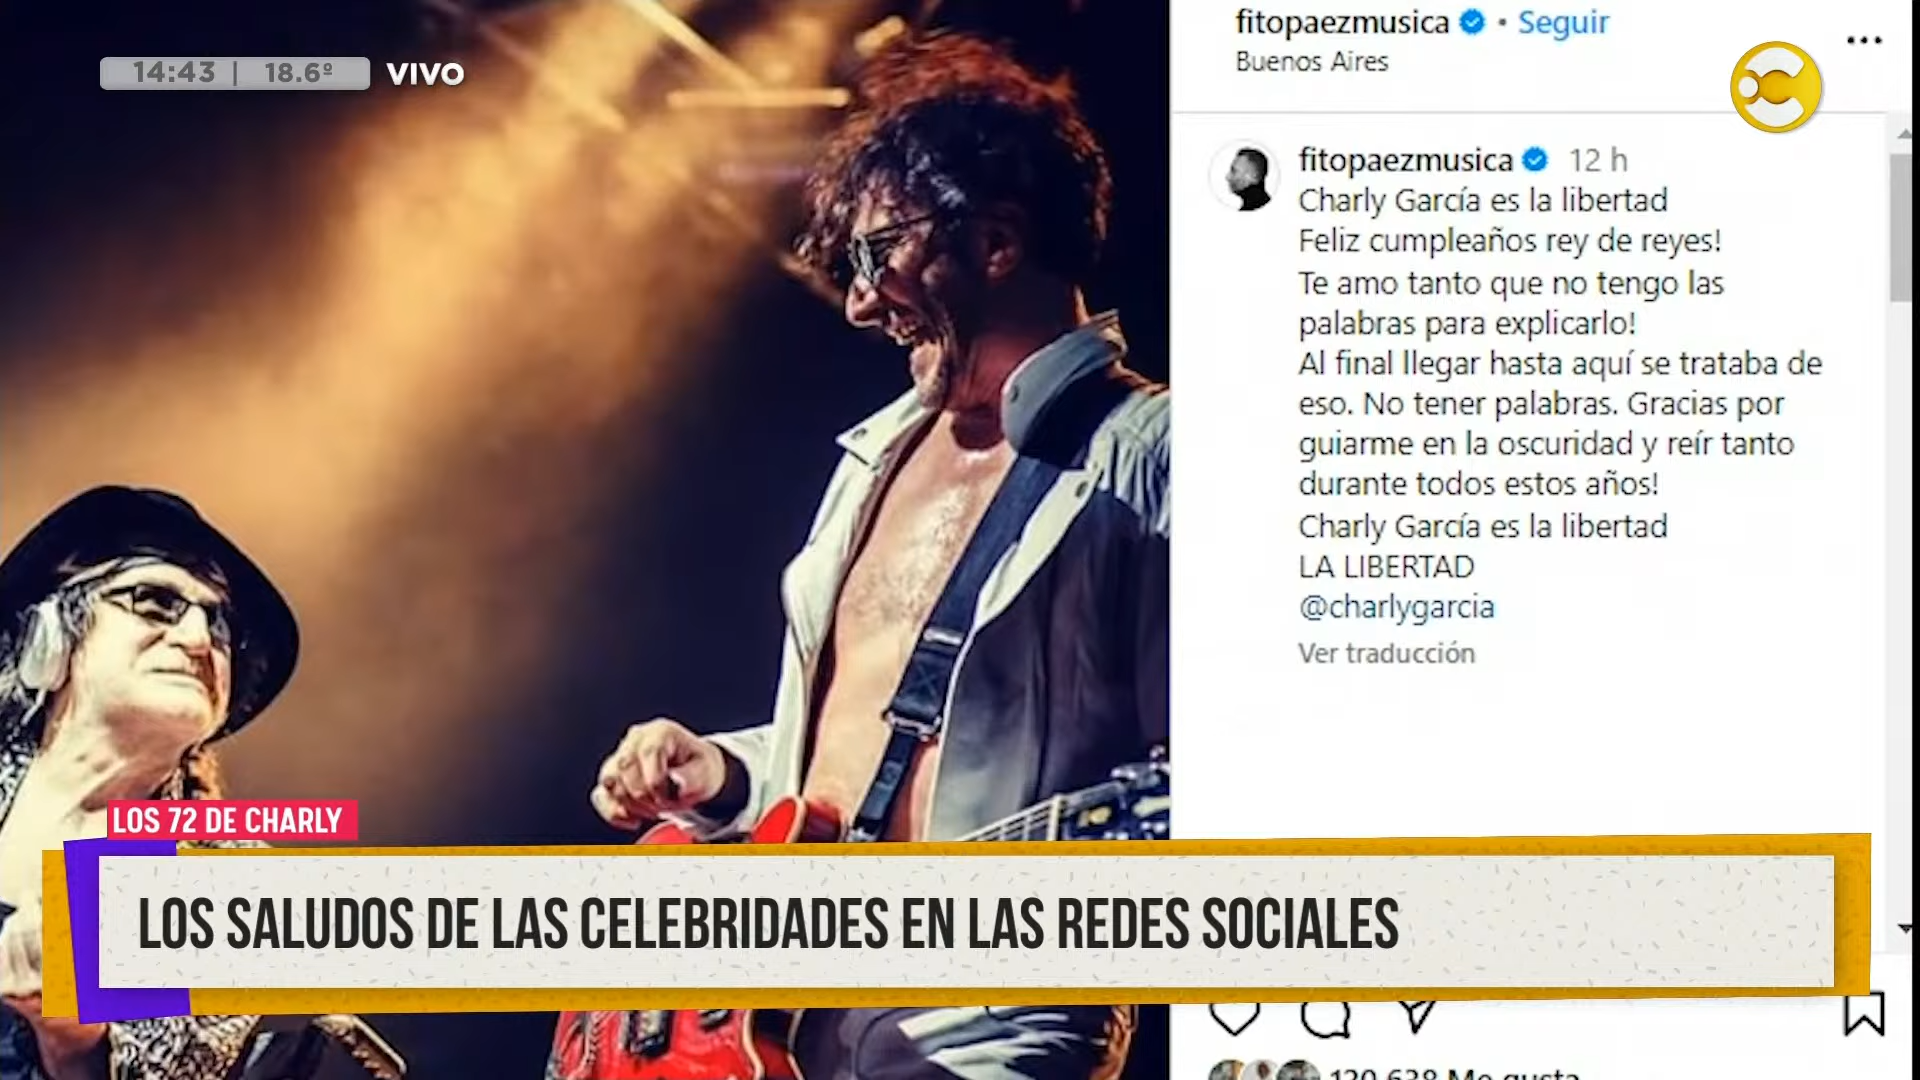 14:43 | 18.6º VIVO
fitopaezmusica • Seguir
Buenos Aires
fitopaezmusica 12 h
Charly García es la libertad
Feliz cumpleaños rey de reyes!
Te amo tanto que no tengo las
palabras para explicarlo!
Al final llegar hasta aquí se trataba de
eso. No tener palabras. Gracias por
guiarme en la oscuridad y reír tanto
durante todos estos años!
Charly García es la libertad
LA LIBERTAD
@charlygarcia
Ver traducción
LOS 72 DE CHARLY
LOS SALUDOS DE LAS CELEBRIDADES EN LAS REDES SOCIALES
120.638 Me gusta